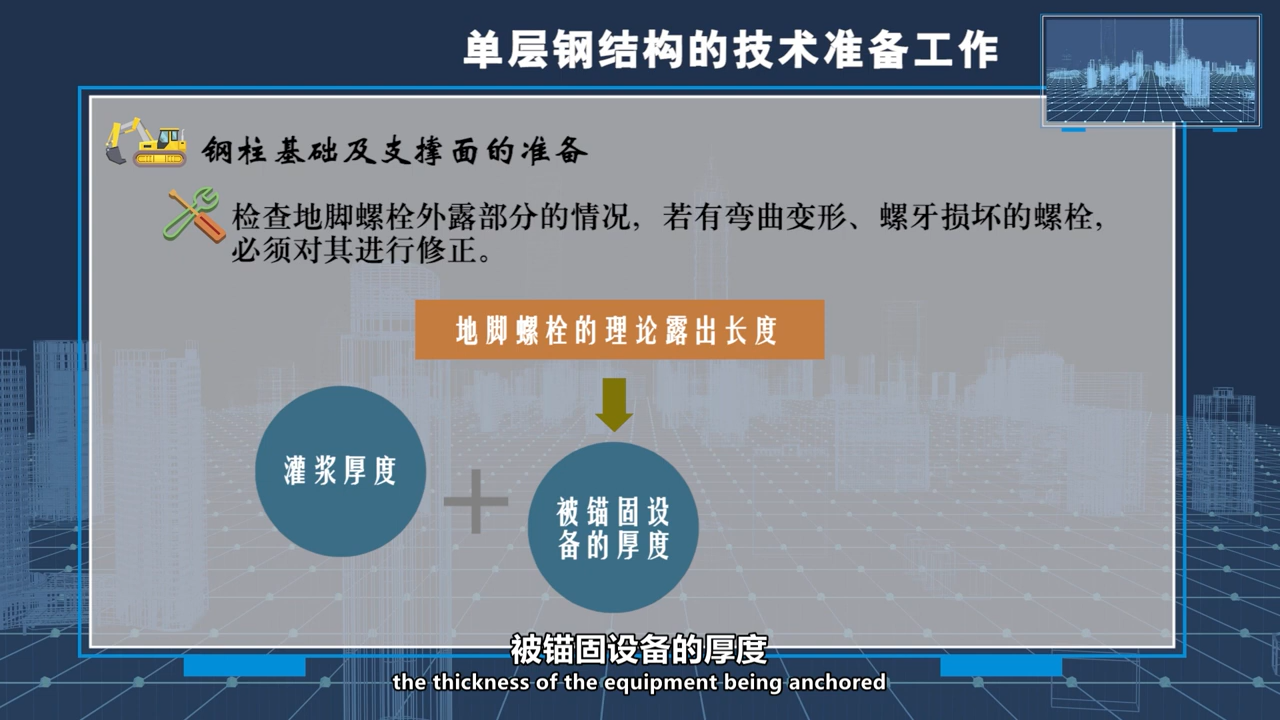 单层钢结构的技术准备工作
钢柱基础及支撑面的准备
检查地脚螺栓外露部分的情况，若有弯曲变形、螺牙损坏的螺栓，
必须对其进行修正。
地脚螺栓的理论露出长度
灌浆厚度
+
被锚固设
备的厚度
被锚固设备的厚度
the thickness of the equipment being anchored